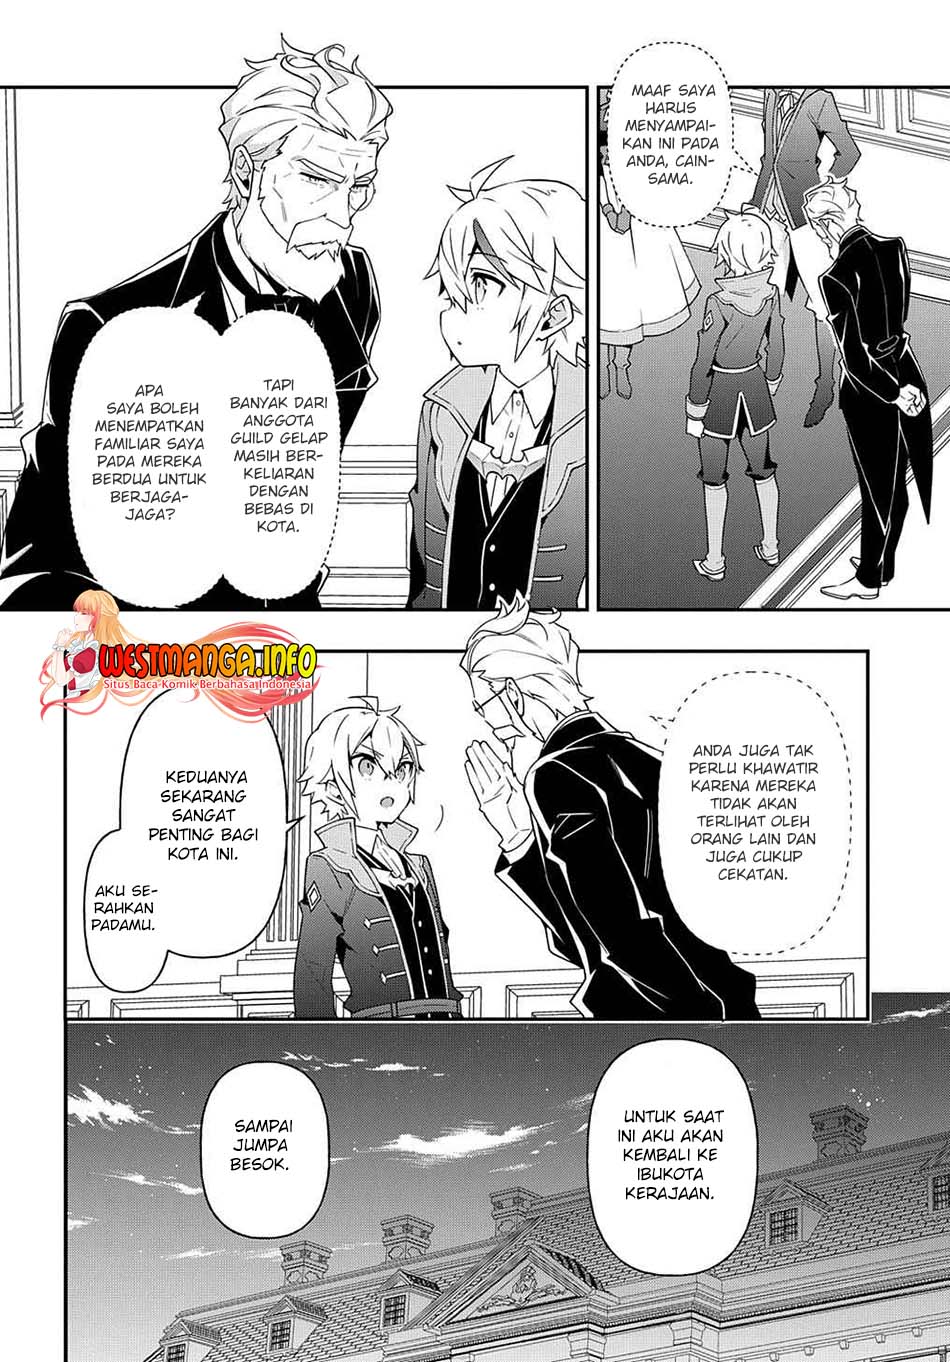 MAAF SAYA
HARUS
MENYAMPAI-
KAN INI PADA
ANDA, CAIN-
SAMA.
TAPI
BANYAK DARI
ANGGOTA
GUILD GELAP
MASIH BER-
KELIARAN
DENGAN
BEBAS DI
KOTA.
APA
SAYA BOLEH
MENEMPATKAN
FAMILIAR SAYA
PADA MEREKA
BERDUA UNTUK
BERJAGA-
JAGA?
WESTMANGA.INFO
Situs Baca Komik Berbahasa Indonesia
ANDA JUGA TAK
PERLU KHAWATIR
KARENA MEREKA
TIDAK AKAN
TERLIHAT OLEH
ORANG LAIN DAN
JUGA CUKUP
CEKATAN.
KEDUANYA
SEKARANG
SANGAT
PENTING BAGI
KOTA INI.
AKU SE-
RAHKAN
PADAMU.
UNTUK SAAT
INI AKU AKAN
KEMBALI KE
IBUKOTA
KERAJAAN.
SAMPAI
JUMPA
BESOK.